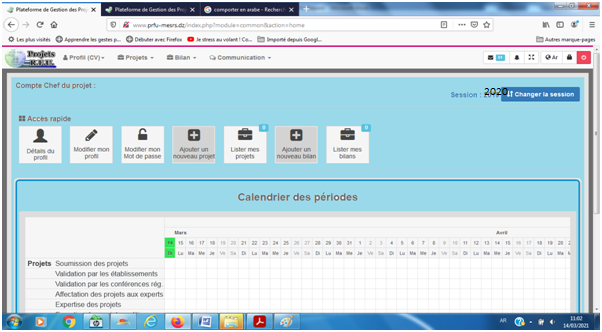 Plateforme de Gestion des Proj
Plateforme de Gestion des Proj
comporter en arabe - Recherc
www.prfu-mesrs.dz/index.php?module=common&action=home
Les plus visités
Apprendre les gestes p...
Débuter avec Firefox
Je stress au volant ! Co...
Importé depuis Googl...
Autres marque-pages
Projets
R.F.U.
Profil (CV)
Projets
Bilan
Communication
Ar
Compte Chef du projet :
Session : 2020
Changer la session
Accès rapide
Détails du profil
Modifier mon profil
Modifier mon Mot de passe
Ajouter un nouveau projet
0
Lister mes projets
Ajouter un nouveau bilan
0
Lister mes bilans
Calendrier des périodes
Mars
Avril
14 15 16 17 18 19 20 21 22 23 24 25 26 27 28 29 30 31 1 2 3 4 5 6 7 8 9 10 11 12 13 14 15 16 17 18 19 20
Di Lu Ma Me Je Ve Sa Di Lu Ma Me Je Ve Sa Di Lu Ma Me Je Ve Sa Di Lu Ma Me Je Ve Sa Di Lu Ma Me Je Ve Sa Di Lu Ma
Projets Soumission des projets
Validation par les établissements
Validation par les conférences rég.
Affectation des projets aux experts
Expertise des projets
AR
11:02
14/03/2021